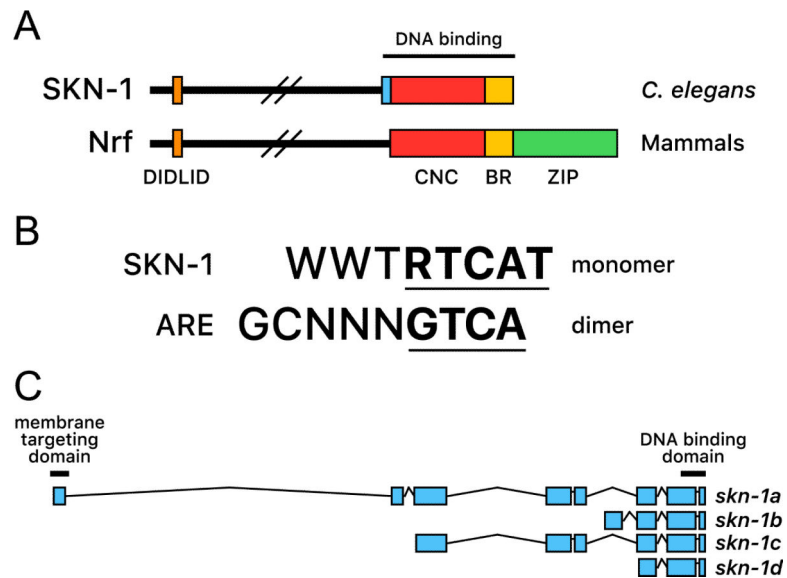 A
DNA binding
SKN-1
C. elegans
Nrf
Mammals
DIDLID
CNC
BR
ZIP
B
SKN-1 WWTRTCAT monomer
ARE GCNNNGTCA dimer
C
membrane
targeting
domain
DNA binding
domain
skn-1a
skn-1b
skn-1c
skn-1d